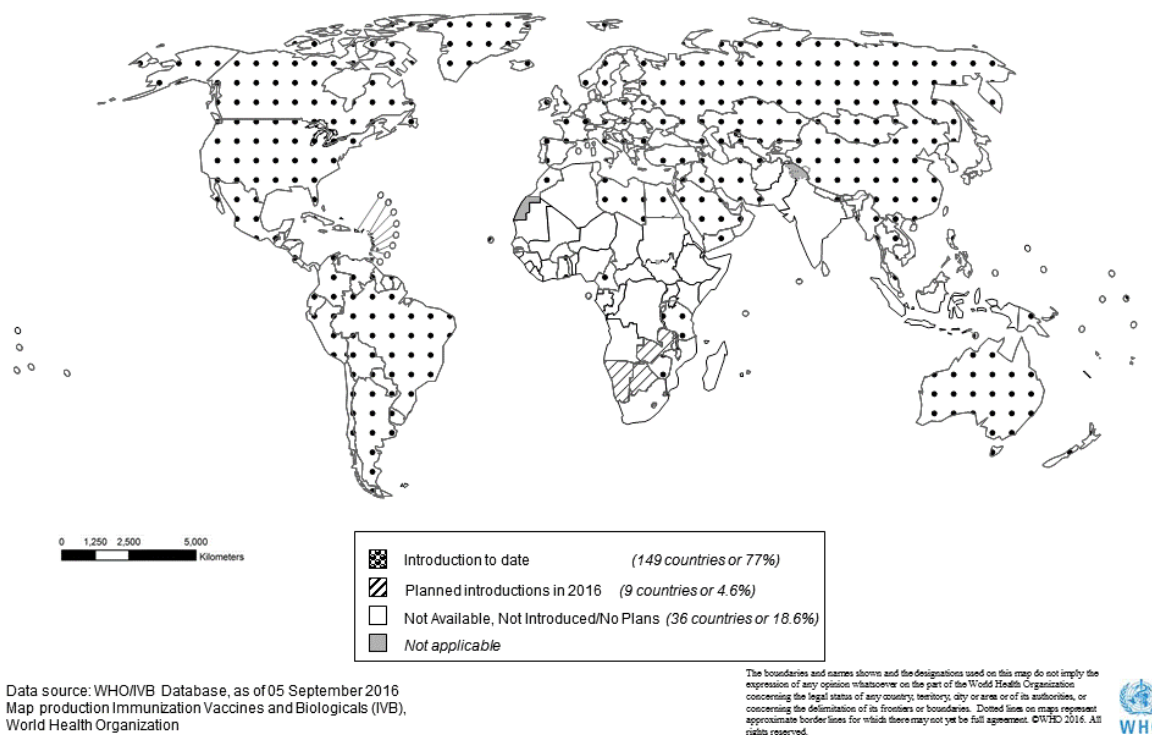 0 1,250 2,500 5,000
Kilometers
Introduction to date (149 countries or 77%)
Planned introductions in 2016 (9 countries or 4.6%)
Not Available, Not Introduced/No Plans (36 countries or 18.6%)
Not applicable
Data source: WHO/IVB Database, as of 05 September 2016
Map production Immunization Vaccines and Biologicals (IVB),
World Health Organization
The boundaries and names shown and the designations used on this map do not imply the
expression of any opinion whatsoever on the part of the World Health Organization
concerning the legal status of any country, territory, city or area or of its authorities, or
concerning the delimitation of its frontiers or boundaries. Dotted lines on maps represent
approximate border lines for which there may not yet be full agreement. ©WHO 2016. All
rights reserved.
WHO